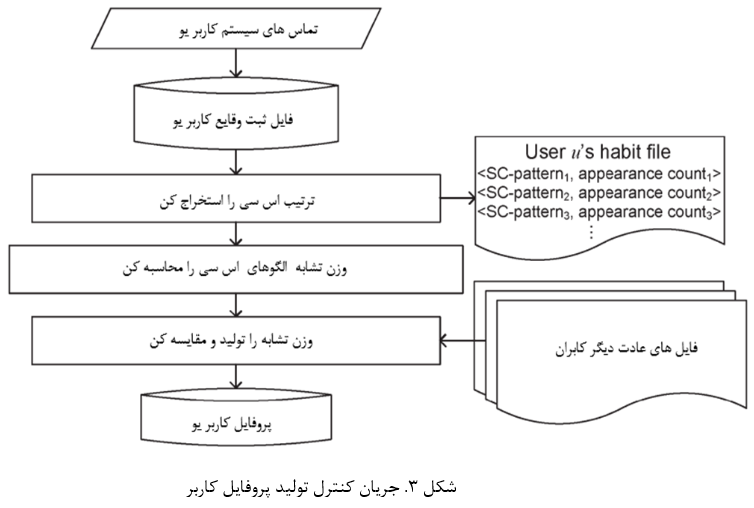 تماس های سیستم کاربر یو
فایل ثبت وقایع کاربر یو
User u's habit file
<SC-pattern₁, appearance count₁>
<SC-pattern₂, appearance count₂>
<SC-pattern₃, appearance count₃>
⋮
ترتیب اس سی را استخراج کن
وزن تشابه الگوهای اس سی را محاسبه کن
وزن تشابه را تولید و مقایسه کن
فایل های عادت دیگر کابران
پروفایل کاربر یو
شکل ۳. جریان کنترل تولید پروفایل کاربر